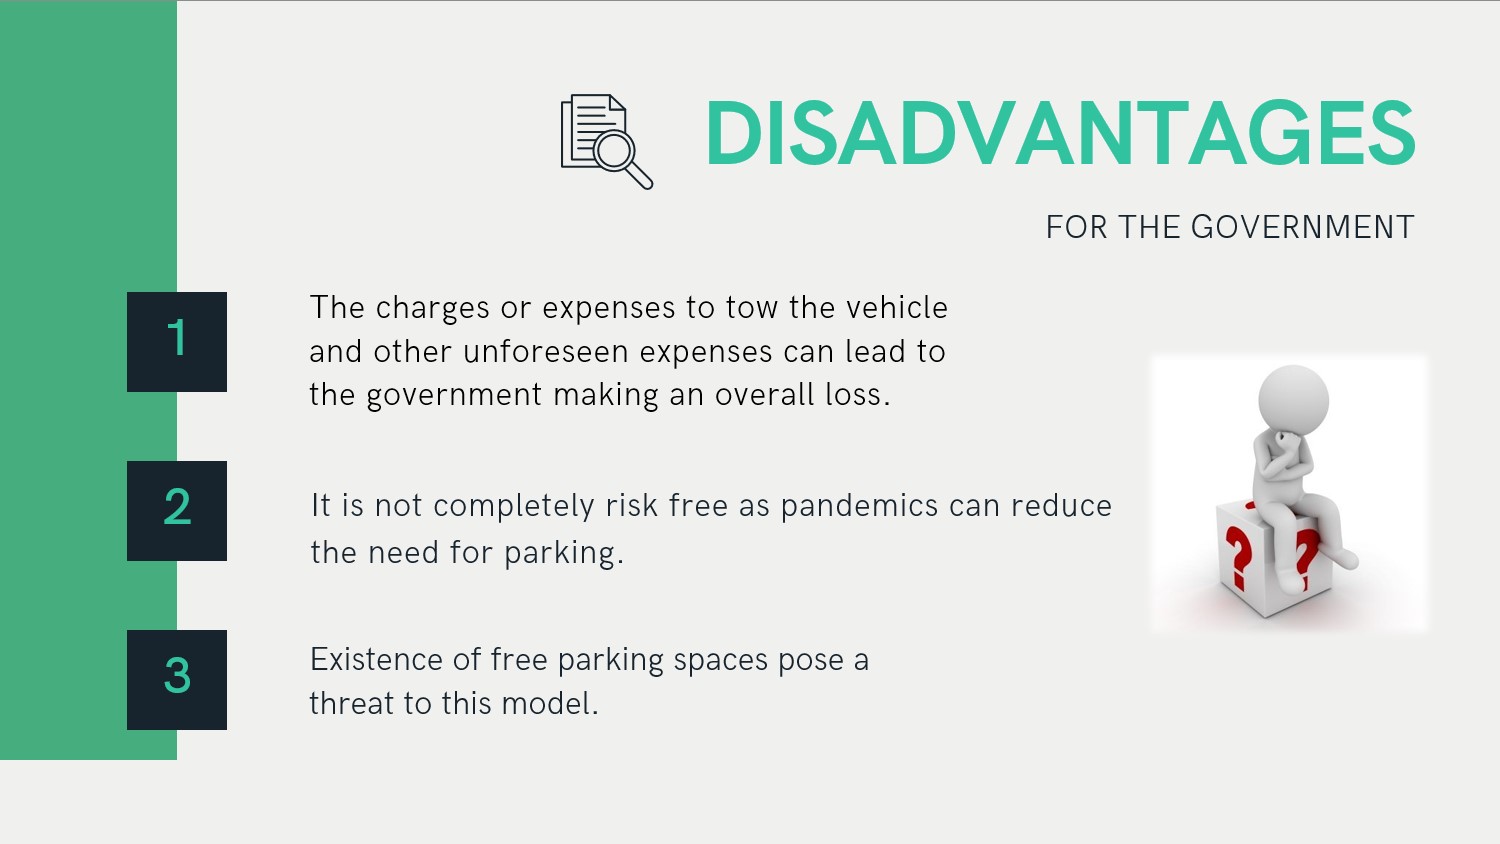 DISADVANTAGES
FOR THE GOVERNMENT
1
The charges or expenses to tow the vehicle
and other unforeseen expenses can lead to
the government making an overall loss.
2
It is not completely risk free as pandemics can reduce
the need for parking.
3
Existence of free parking spaces pose a
threat to this model.
? ?